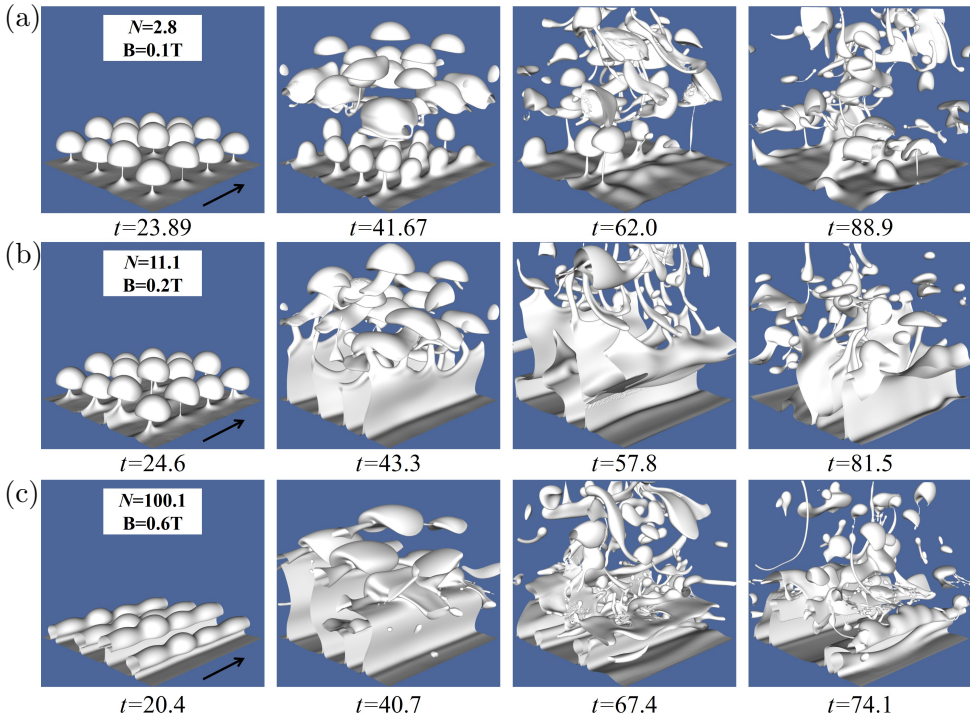 (a)
N=2.8
B=0.1T
t=23.89
t=41.67
t=62.0
t=88.9
(b)
N=11.1
B=0.2T
t=24.6
t=43.3
t=57.8
t=81.5
(c)
N=100.1
B=0.6T
t=20.4
t=40.7
t=67.4
t=74.1